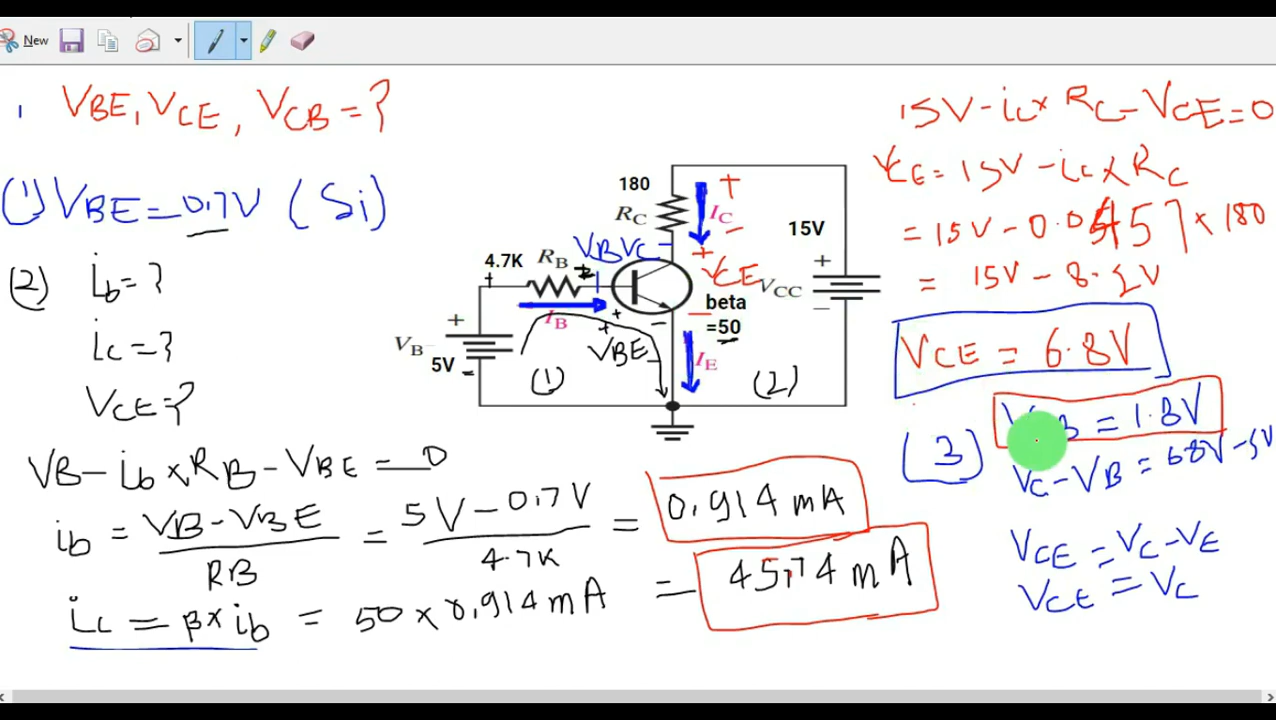 New
VBE, VCE, VCB = ?
(1) VBE = 0.7V (Si)
(2) ib = ?
ic = ?
VCE = ?
VB - ib × RB - VBE = 0
ib = VB - VBE / RB = 5V - 0.7V / 4.7K = 0.914 mA
ic = β × ib = 50 × 0.914 mA = 45.74 mA
180
RC
IC
+
-
15V
VB VC
4.7K
RB
+
VCE
VCC
+
-
beta
=50
IB
+
-
VBE
VB
5V
IE
(1)
(2)
15V - ic × RC - VCE = 0
VCE = 15V - ic × RC
= 15V - 0.0457 × 180
= 15V - 8.2V
VCE = 6.8V
(3)
B = 1.8V
VC - VB = 6.8V - 5V
VCE = VC - VE
VCE = VC